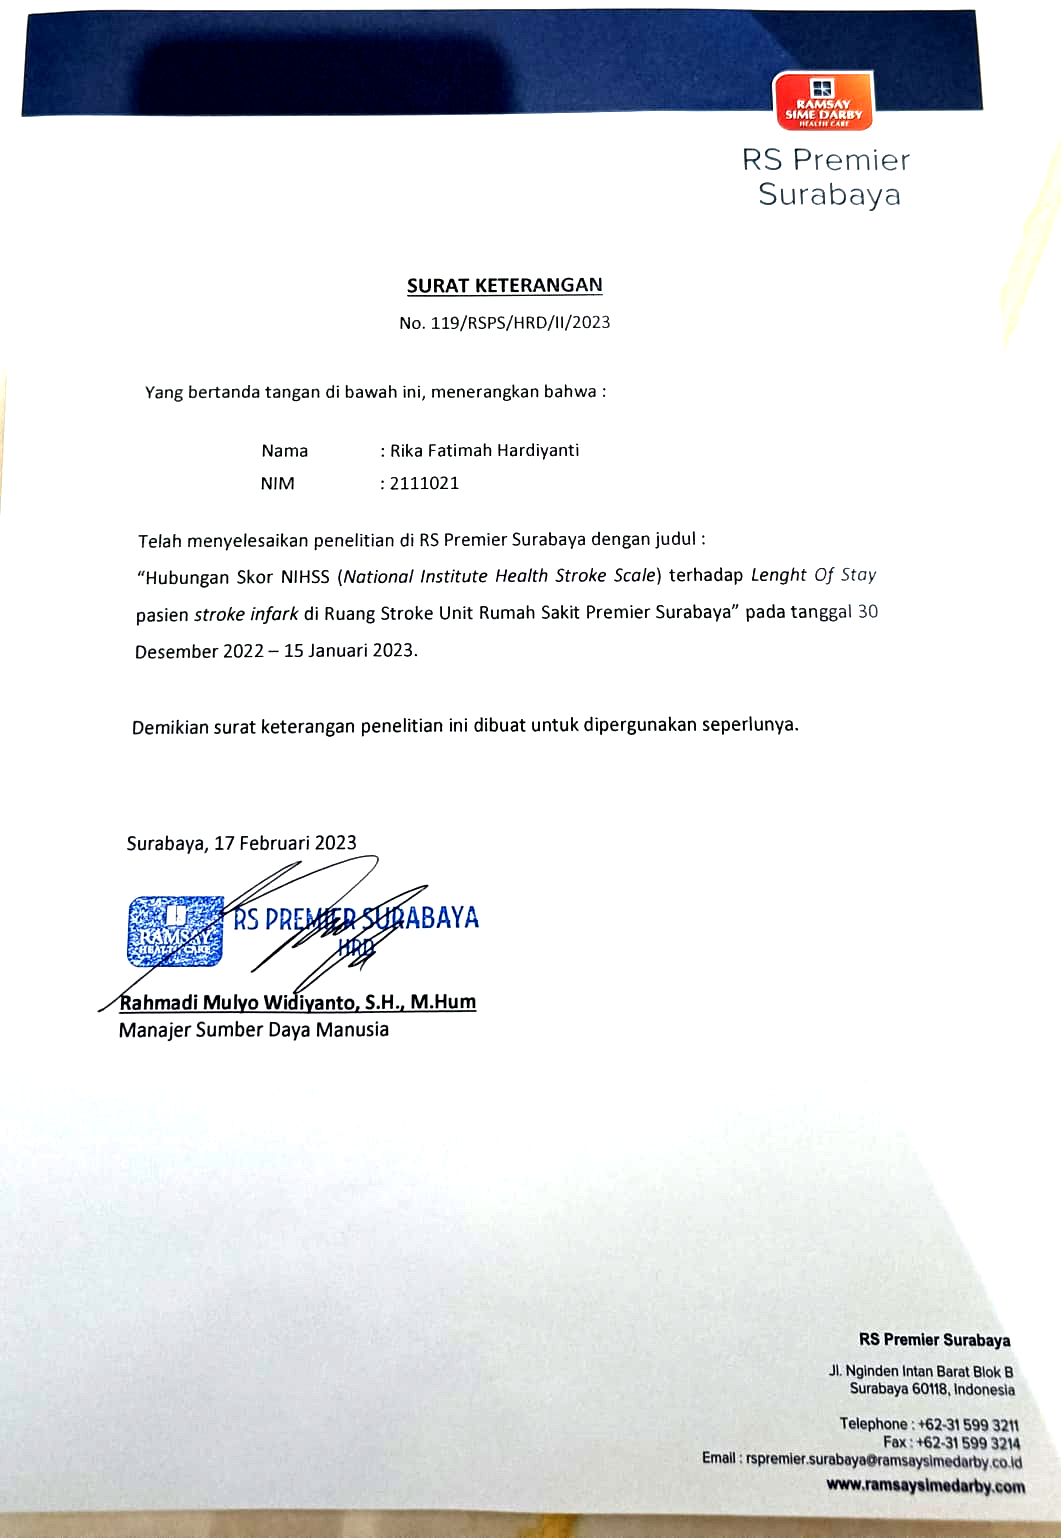 RAMSAY
SIME DARBY
HEALTH CARE
RS Premier
Surabaya
SURAT KETERANGAN
No. 119/RSPS/HRD/II/2023
Yang bertanda tangan di bawah ini, menerangkan bahwa :
Nama : Rika Fatimah Hardiyanti
NIM : 2111021
Telah menyelesaikan penelitian di RS Premier Surabaya dengan judul :
“Hubungan Skor NIHSS (National Institute Health Stroke Scale) terhadap Lenght Of Stay
pasien stroke infark di Ruang Stroke Unit Rumah Sakit Premier Surabaya” pada tanggal 30
Desember 2022 – 15 Januari 2023.
Demikian surat keterangan penelitian ini dibuat untuk dipergunakan seperlunya.
Surabaya, 17 Februari 2023
RAMSAY
HEALTH CARE
RS PREMIER SURABAYA
HRD
Rahmadi Mulyo Widiyanto, S.H., M.Hum
Manajer Sumber Daya Manusia
RS Premier Surabaya
Jl. Nginden Intan Barat Blok B
Surabaya 60118, Indonesia
Telephone : +62-31 599 3211
Fax : +62-31 599 3214
Email : rspremier.surabaya@ramsaysimedarby.co.id
www.ramsaysimedarby.com